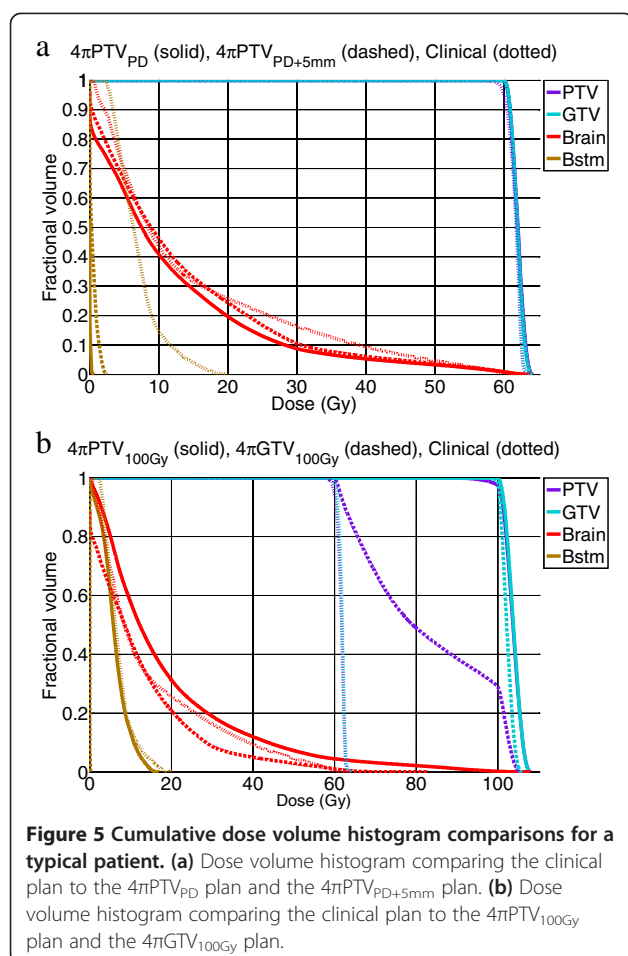 a
4πPTV_PD (solid), 4πPTV_PD+5mm (dashed), Clinical (dotted)
1
0.9
0.8
0.7
0.6
0.5
0.4
0.3
0.2
0.1
0
Fractional volume
PTV
GTV
Brain
Bstm
0 10 20 30 40 50 60
Dose (Gy)
b
4πPTV_100Gy (solid), 4πGTV_100Gy (dashed), Clinical (dotted)
1
0.8
0.6
0.4
0.2
0
Fractional volume
PTV
GTV
Brain
Bstm
0 20 40 60 80 100
Dose (Gy)
Figure 5 Cumulative dose volume histogram comparisons for a
typical patient. (a) Dose volume histogram comparing the clinical
plan to the 4πPTV_PD plan and the 4πPTV_PD+5mm plan. (b) Dose
volume histogram comparing the clinical plan to the 4πPTV_100Gy
plan and the 4πGTV_100Gy plan.